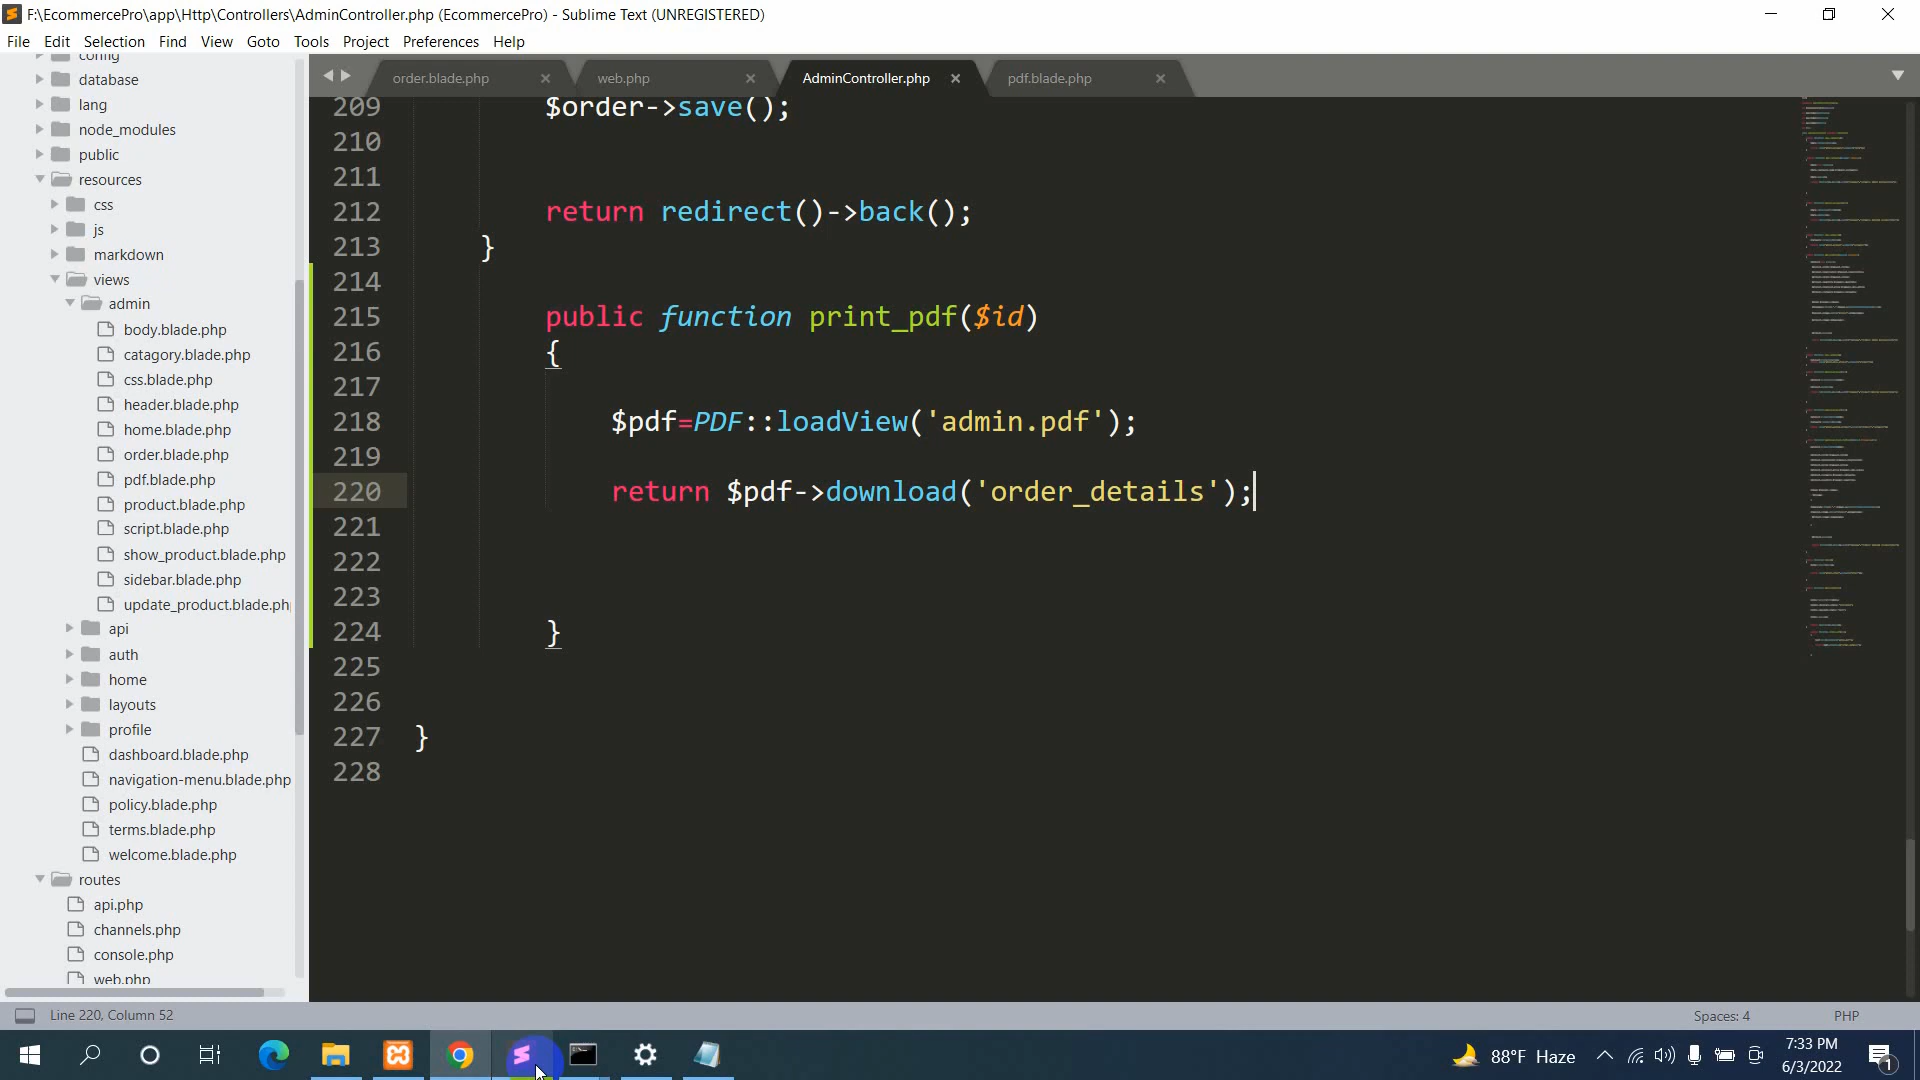 F:\EcommercePro\app\Http\Controllers\AdminController.php (EcommercePro) - Sublime Text (UNREGISTERED)
File Edit Selection Find View Goto Tools Project Preferences Help
order.blade.php
web.php
AdminController.php
pdf.blade.php
config
database
lang
node_modules
public
resources
css
js
markdown
views
admin
body.blade.php
catagory.blade.php
css.blade.php
header.blade.php
home.blade.php
order.blade.php
pdf.blade.php
product.blade.php
script.blade.php
show_product.blade.php
sidebar.blade.php
update_product.blade.ph
api
auth
home
layouts
profile
dashboard.blade.php
navigation-menu.blade.php
policy.blade.php
terms.blade.php
welcome.blade.php
routes
api.php
channels.php
console.php
web.php
209 $order->save();
210
211
212 return redirect()->back();
213 }
214
215 public function print_pdf($id)
216 {
217
218 $pdf=PDF::loadView('admin.pdf');
219
220 return $pdf->download('order_details');
221
222
223
224 }
225
226
227 }
228
Line 220, Column 52
Spaces: 4
PHP
88°F Haze
7:33 PM
6/3/2022
1